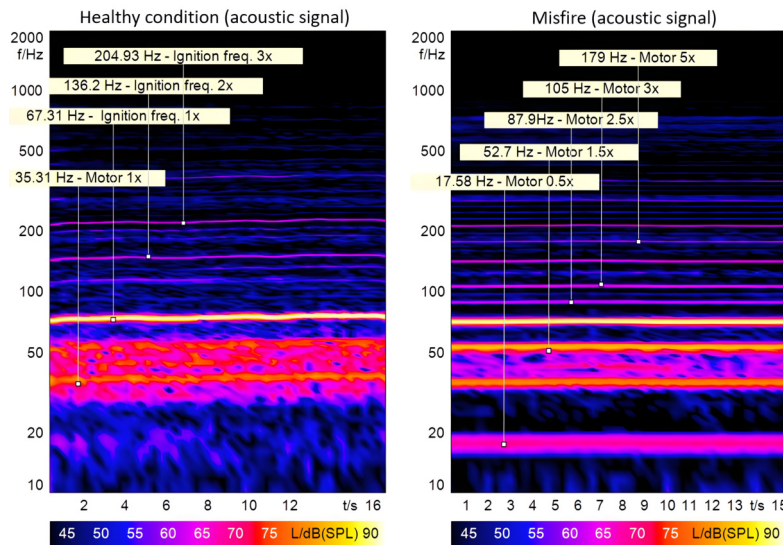 Healthy condition (acoustic signal)
2000
f/Hz
1000
500
200
100
50
20
10
204.93 Hz - Ignition freq. 3x
136.2 Hz - Ignition freq. 2x
67.31 Hz - Ignition freq. 1x
35.31 Hz - Motor 1x
2 4 6 8 10 12 t/s 16
45 50 55 60 65 70 75 L/dB(SPL) 90
Misfire (acoustic signal)
2000
f/Hz
1000
500
200
100
50
20
10
179 Hz - Motor 5x
105 Hz - Motor 3x
87.9 Hz - Motor 2.5x
52.7 Hz - Motor 1.5x
17.58 Hz - Motor 0.5x
1 2 3 4 5 6 7 8 9 10 11 12 13 t/s 15
45 50 55 60 65 70 75 L/dB(SPL) 90